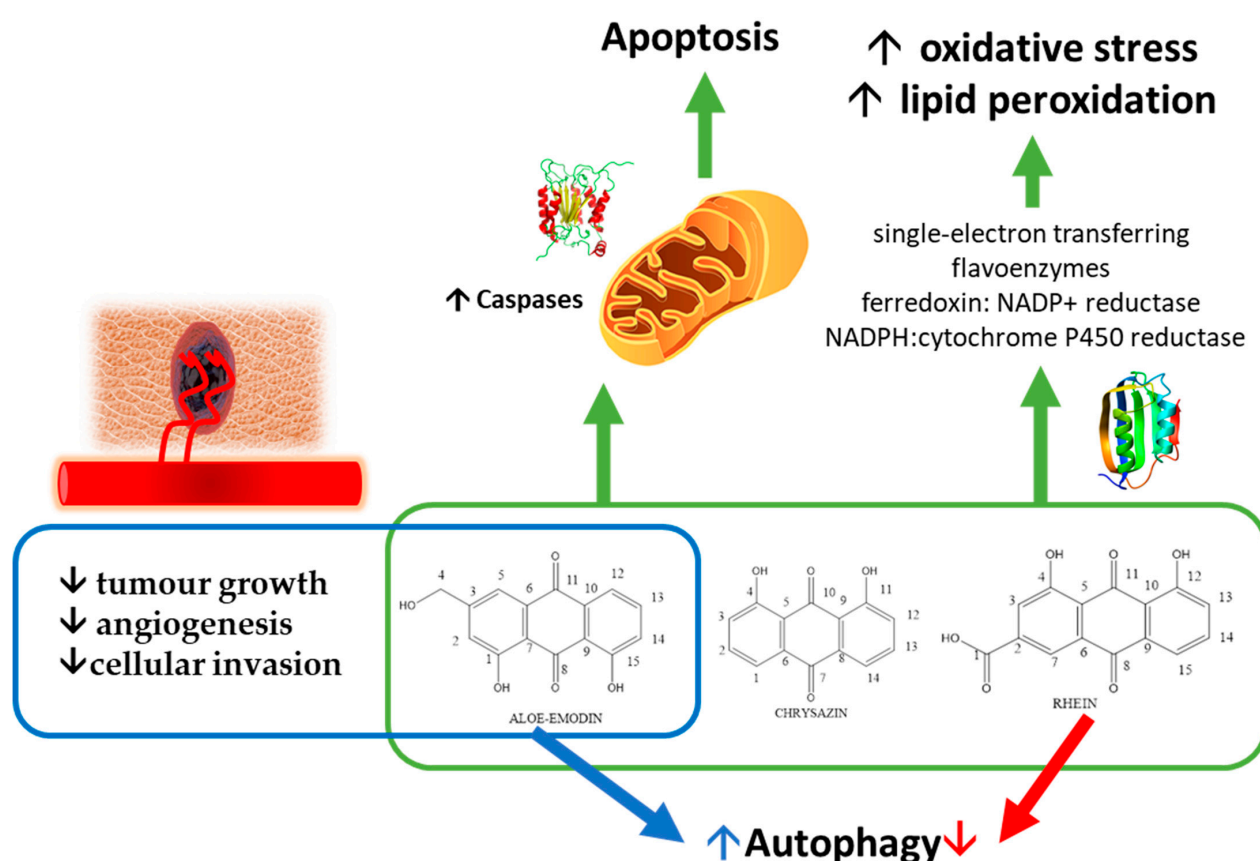 Apoptosis
↑ oxidative stress
↑ lipid peroxidation
single-electron transferring
flavoenzymes
ferredoxin: NADP+ reductase
NADPH:cytochrome P450 reductase
↑ Caspases
↓ tumour growth
↓ angiogenesis
↓cellular invasion
O
4 5 11 12
6 10
HO 3 13
2 7 9 14
1 8 15
OH O OH
ALOE-EMODIN
OH O OH
4 10 11
3 5 9 12
2 6 8 13
1 7 14
O
CHRYSAZIN
OH O OH
4 11 12
3 5 10 13
HO 1 2 6 9 14
7 8 15
O O
RHEIN
↑Autophagy↓